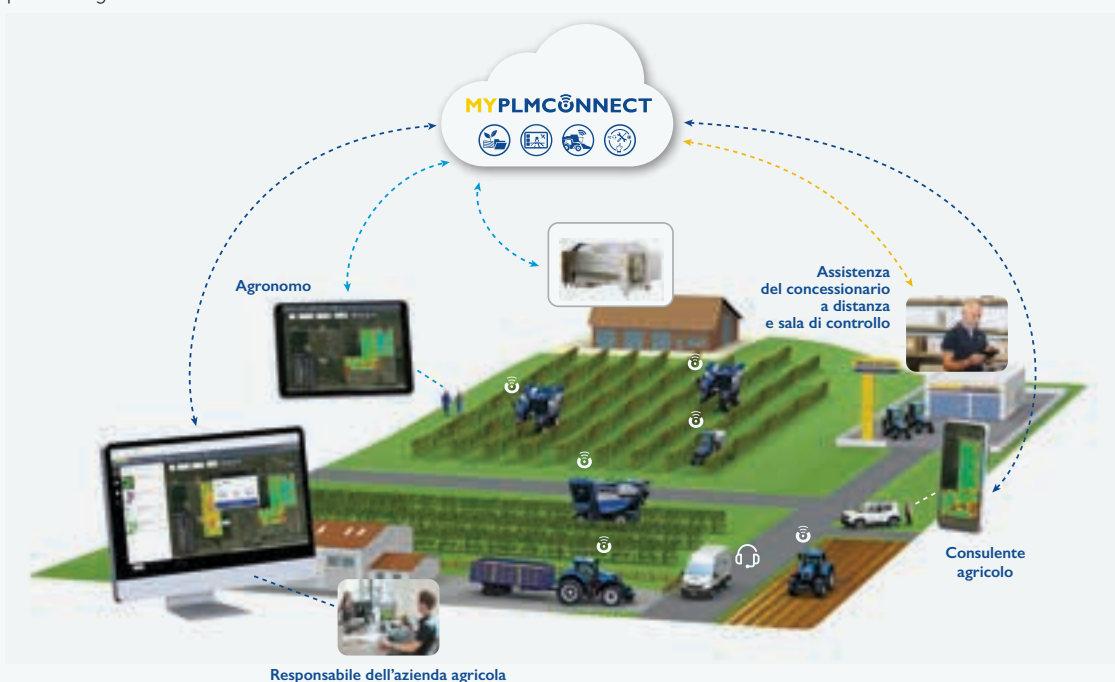 MYPLMCONNECT
Agronomo
Assistenza
del concessionario
a distanza
e sala di controllo
Consulente
agricolo
Responsabile dell'azienda agricola